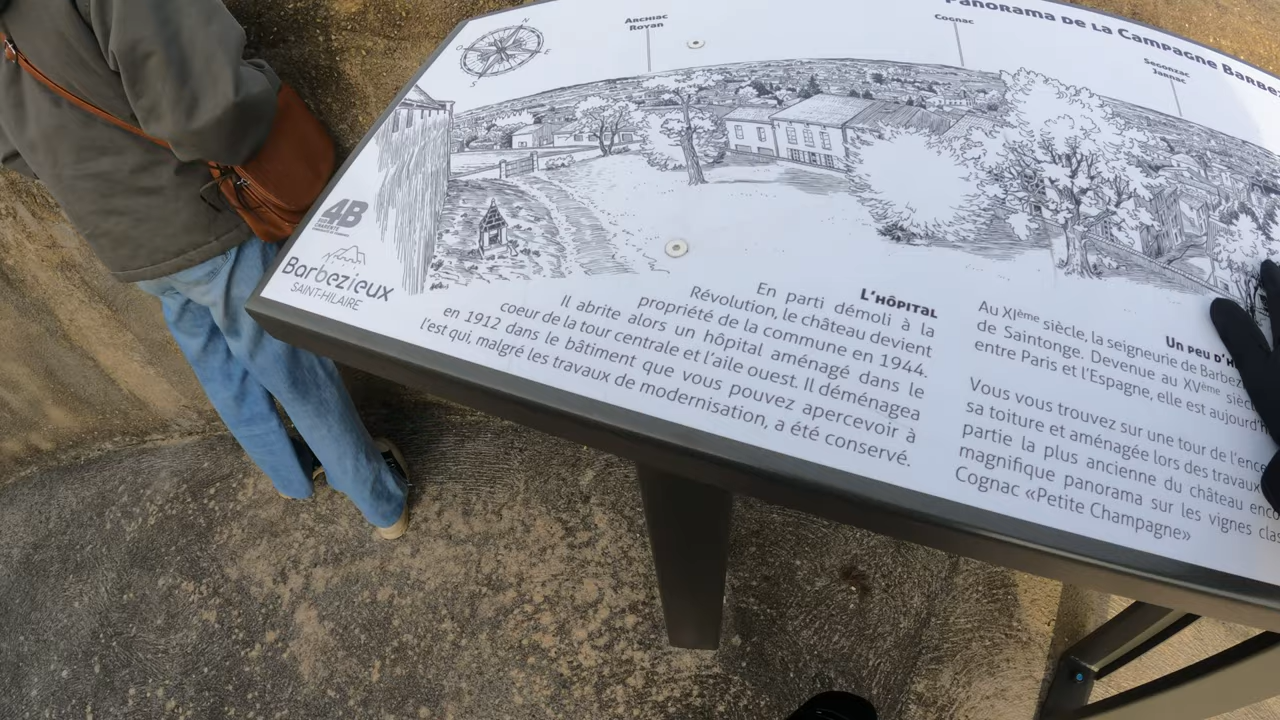 Panorama de la Campagne
Archiac
Royan
Cognac
Segonzac
Jarnac
N
E
S
O
4B
Barbezieux
SAINT-HILAIRE
L'HÔPITAL
En parti démoli à la
Révolution, le château devient
propriété de la commune en 1944.
Il abrite alors un hôpital aménagé dans le
coeur de la tour centrale et l'aile ouest. Il déménagea
en 1912 dans le bâtiment que vous pouvez apercevoir à
l'est qui, malgré les travaux de modernisation, a été conservé.
Un peu d'
Au XIème siècle, la seigneurie de
de Saintonge. Devenue au XVème
entre Paris et l'Espagne, elle est
Vous vous trouvez sur une tour de
sa toiture et aménagée lors des travaux
partie la plus ancienne du château
magnifique panorama sur les vignes
Cognac «Petite Champagne»